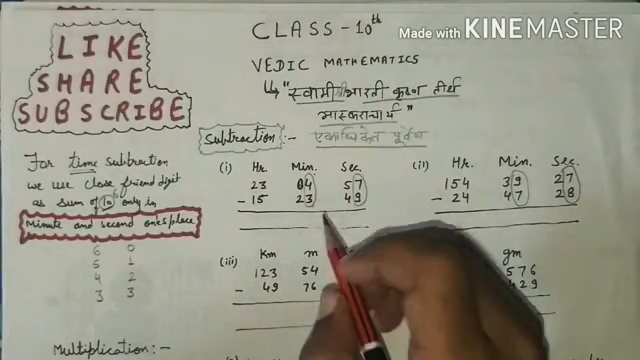 CLASS - 10th
Made with KINEMASTER
LIKE
SHARE
SUBSCRIBE
VEDIC MATHEMATICS
"स्वामी श्री भारती कृष्ण तीर्थ
भास्कराचार्य"
Subtraction :- एकाधिकेन पूर्वेण
For time Subtraction
we use close friend digit
as sum of 10 only in
Minute and second ones place
6 0
5 1
4 2
3 3
(i) Hr. Min. Sec.
23 04 57
- 15 23 49
(ii) Hr. Min. Sec.
154 39 27
- 24 47 28
(iii) Km m
123 54
- 49 76
gm
576
429
Multiplication :-